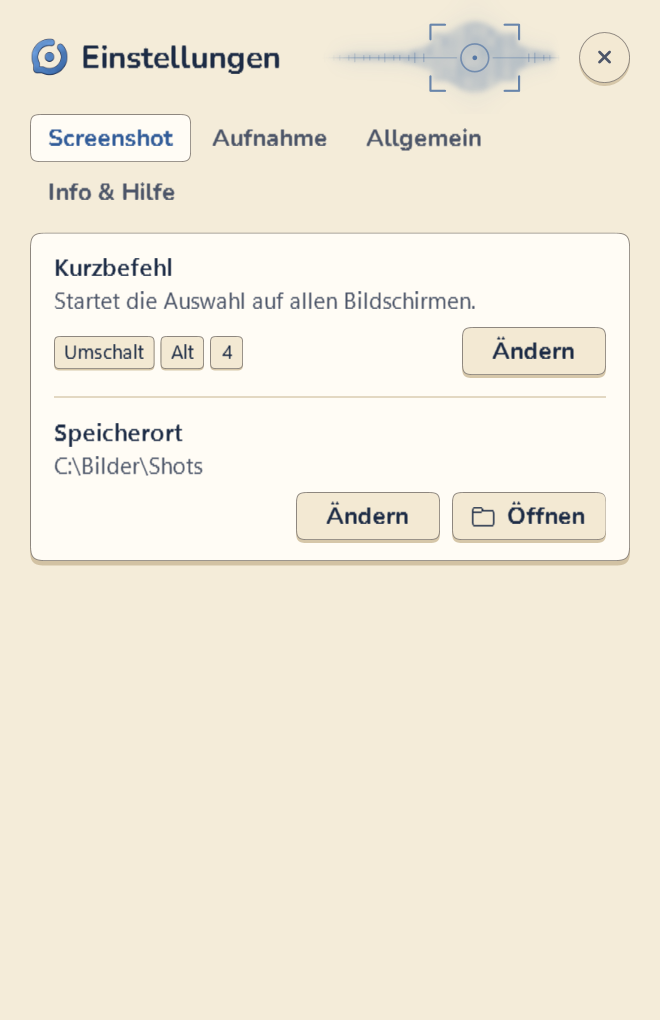 Einstellungen
Screenshot Aufnahme Allgemein
Info & Hilfe
Kurzbefehl
Startet die Auswahl auf allen Bildschirmen.
Umschalt Alt 4 Ändern
Speicherort
C:\Bilder\Shots
Ändern Öffnen